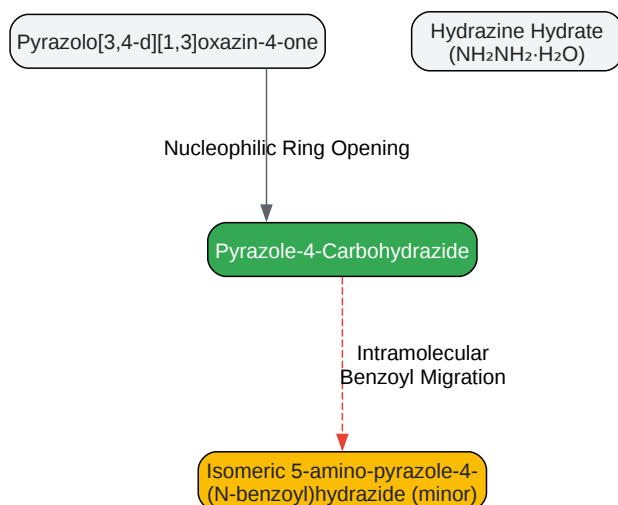 Pyrazolo[3,4-d][1,3]oxazin-4-one
Hydrazine Hydrate
(NH₂NH₂·H₂O)
Nucleophilic Ring Opening
Pyrazole-4-Carbohydrazide
Intramolecular
Benzoyl Migration
Isomeric 5-amino-pyrazole-4-
(N-benzoyl)hydrazide (minor)